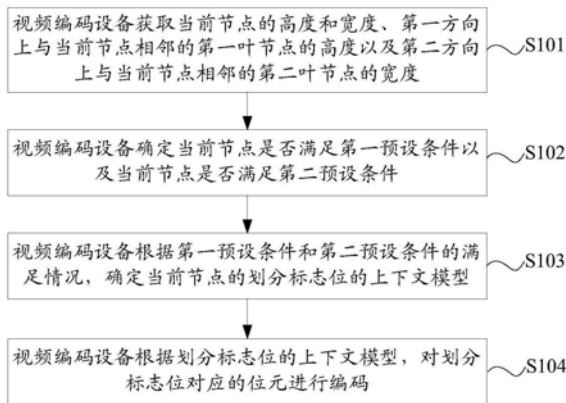 视频编码设备获取当前节点的高度和宽度、第一方向
上与当前节点相邻的第一叶节点的高度以及第二方向
上与当前节点相邻的第二叶节点的宽度
S101
视频编码设备确定当前节点是否满足第一预设条件以
及当前节点是否满足第二预设条件
S102
视频编码设备根据第一预设条件和第二预设条件的满
足情况，确定当前节点的划分标志位的上下文模型
S103
视频编码设备根据划分标志位的上下文模型，对划分
标志位对应的位元进行编码
S104